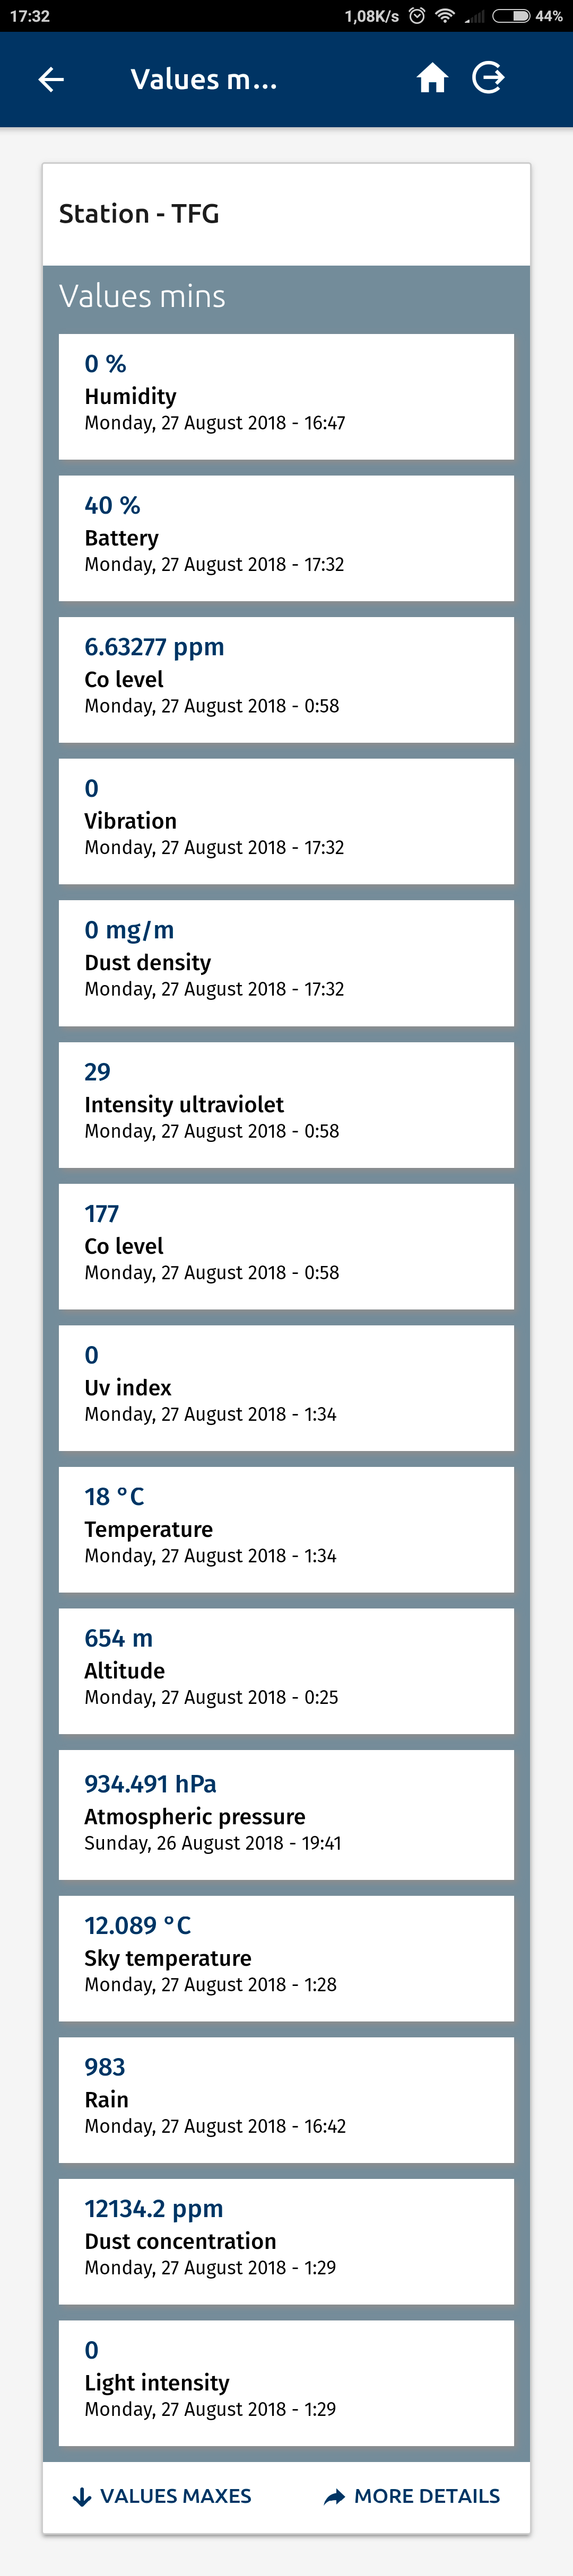 17:32
1,08K/s
44%
Values m...
Station - TFG
Values mins
0 %
Humidity
Monday, 27 August 2018 - 16:47
40 %
Battery
Monday, 27 August 2018 - 17:32
6.63277 ppm
Co level
Monday, 27 August 2018 - 0:58
0
Vibration
Monday, 27 August 2018 - 17:32
0 mg/m
Dust density
Monday, 27 August 2018 - 17:32
29
Intensity ultraviolet
Monday, 27 August 2018 - 0:58
177
Co level
Monday, 27 August 2018 - 0:58
0
Uv index
Monday, 27 August 2018 - 1:34
18 °C
Temperature
Monday, 27 August 2018 - 1:34
654 m
Altitude
Monday, 27 August 2018 - 0:25
934.491 hPa
Atmospheric pressure
Sunday, 26 August 2018 - 19:41
12.089 °C
Sky temperature
Monday, 27 August 2018 - 1:28
983
Rain
Monday, 27 August 2018 - 16:42
12134.2 ppm
Dust concentration
Monday, 27 August 2018 - 1:29
0
Light intensity
Monday, 27 August 2018 - 1:29
VALUES MAXES
MORE DETAILS